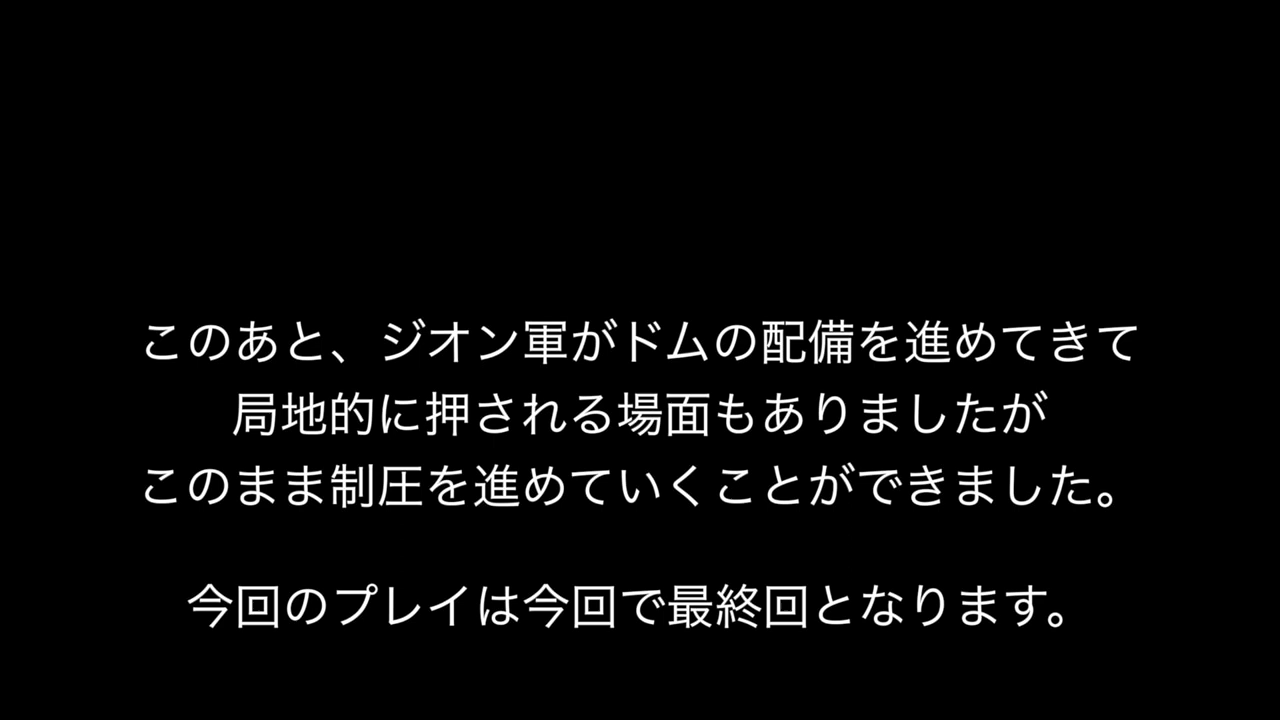 このあと、ジオン軍がドムの配備を進めてきて
局地的に押される場面もありましたが
このまま制圧を進めていくことができました。
今回のプレイは今回で最終回となります。